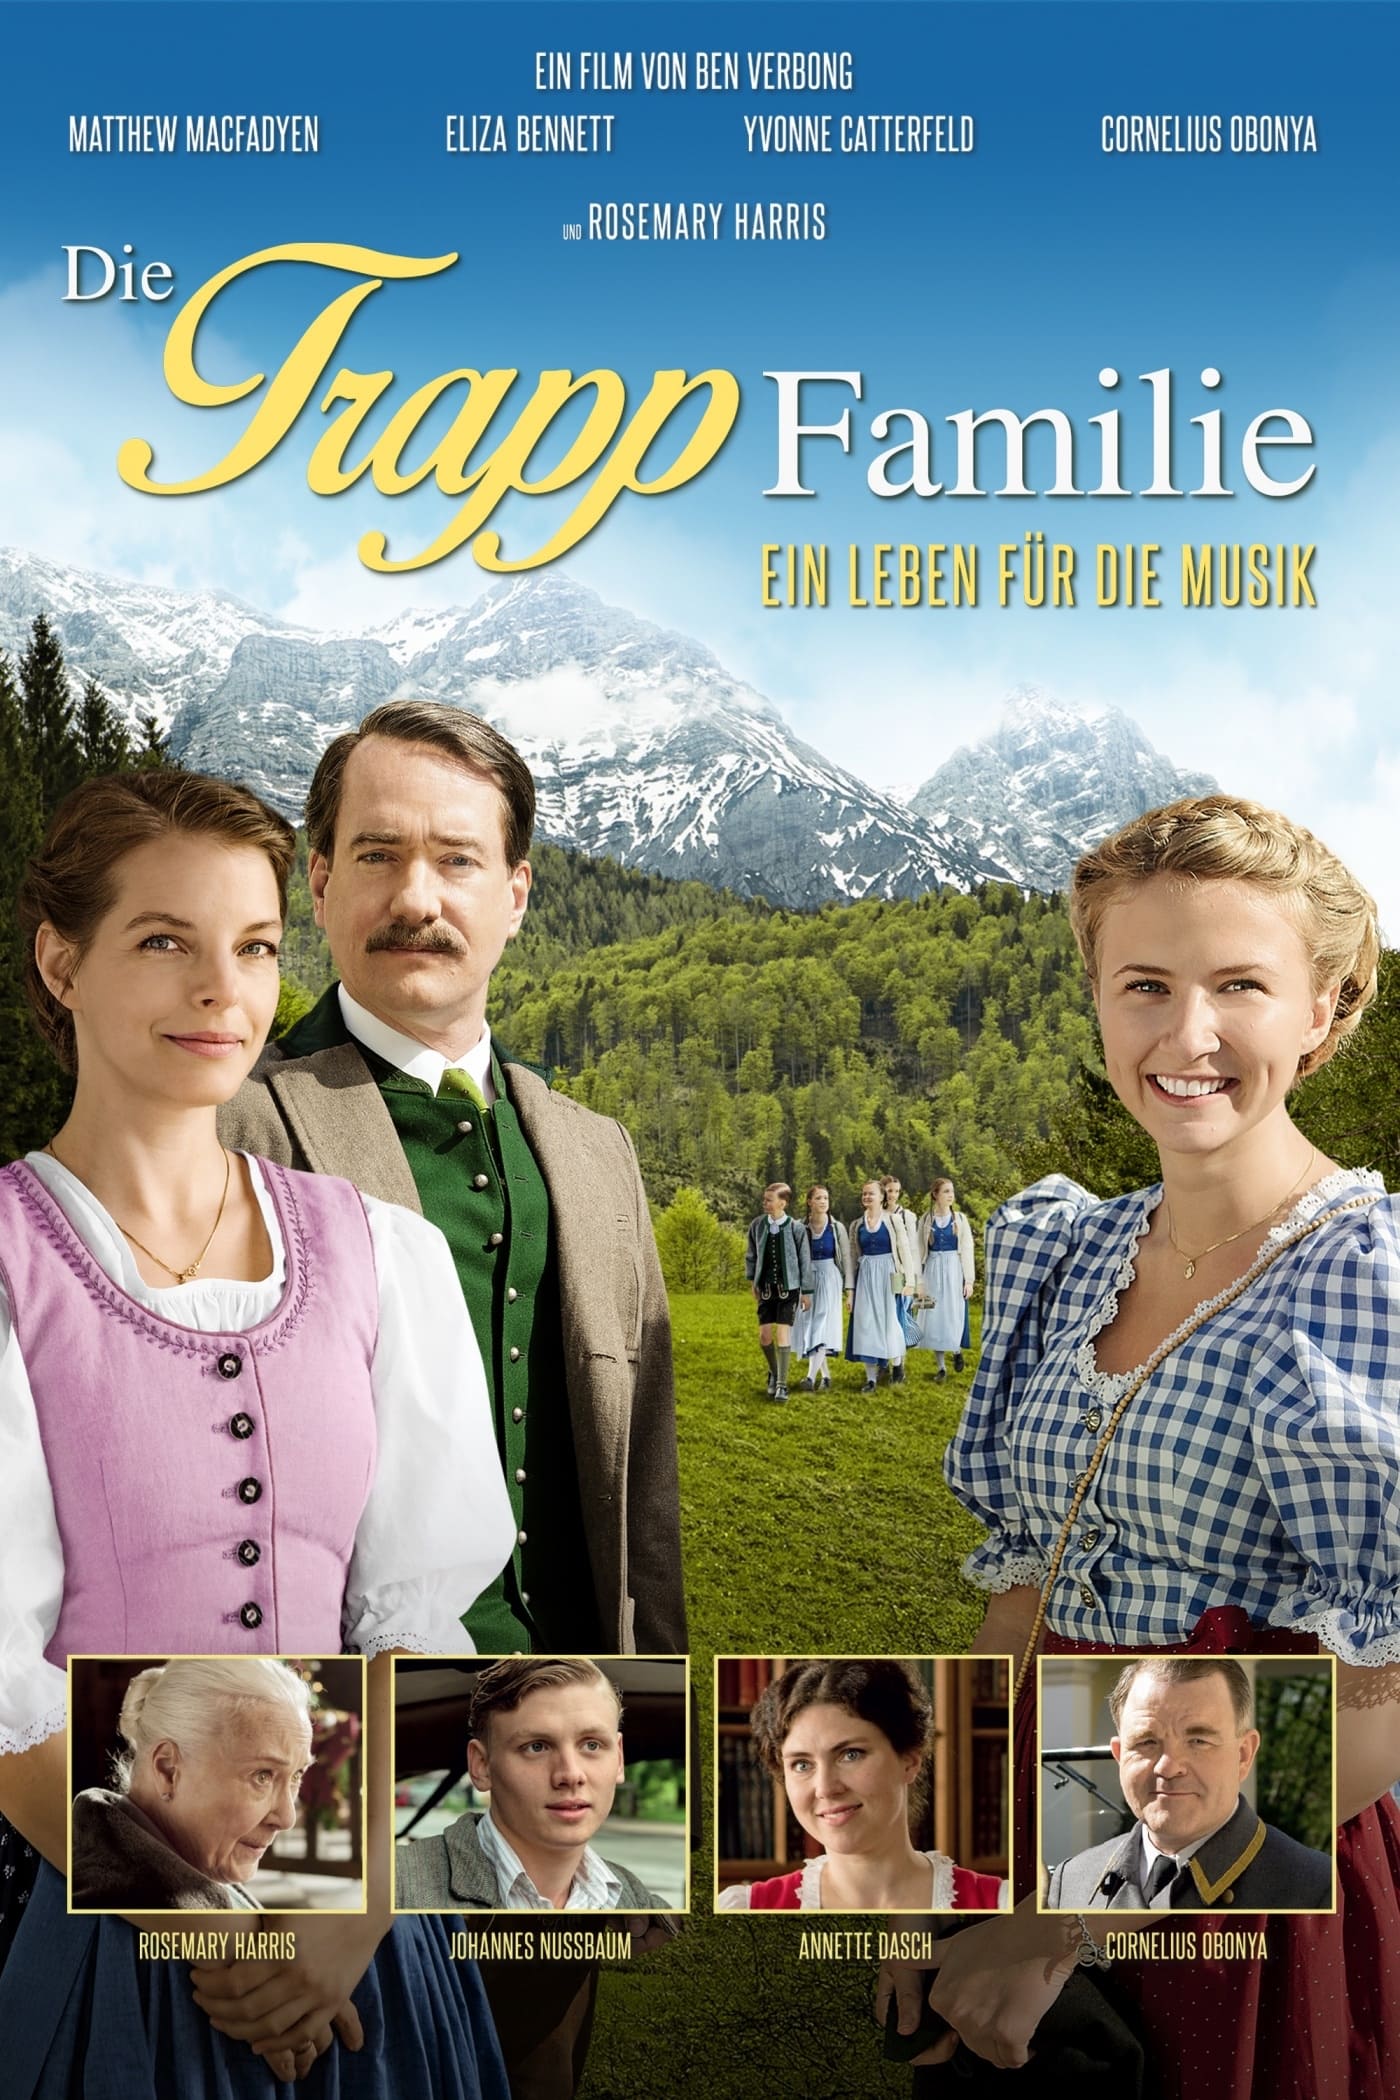 EIN FILM VON BEN VERBONG
MATTHEW MACFADYEN ELIZA BENNETT YVONNE CATTERFELD CORNELIUS OBONYA
UND ROSEMARY HARRIS
Die Trapp Familie
EIN LEBEN FÜR DIE MUSIK
ROSEMARY HARRIS JOHANNES NUSSBAUM ANNETTE DASCH CORNELIUS OBONYA